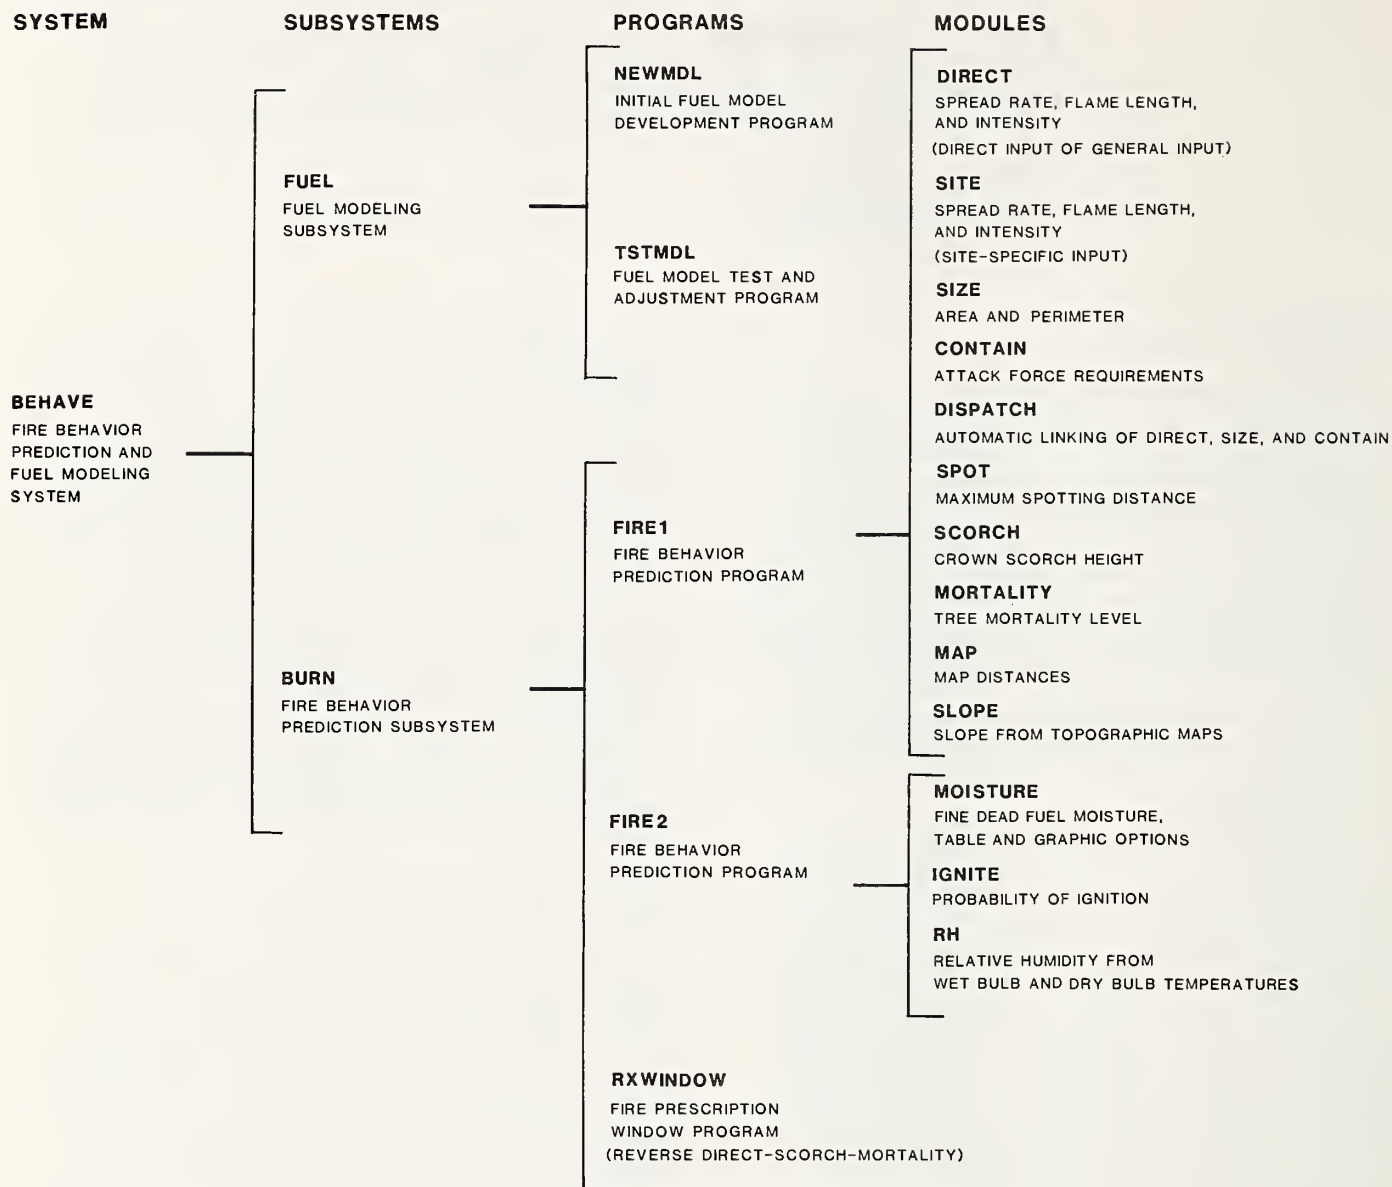 SYSTEM
SUBSYSTEMS
PROGRAMS
MODULES
BEHAVE
FIRE BEHAVIOR
PREDICTION AND
FUEL MODELING
SYSTEM
FUEL
FUEL MODELING
SUBSYSTEM
BURN
FIRE BEHAVIOR
PREDICTION SUBSYSTEM
NEWMDL
INITIAL FUEL MODEL
DEVELOPMENT PROGRAM
TSTMDL
FUEL MODEL TEST AND
ADJUSTMENT PROGRAM
FIRE1
FIRE BEHAVIOR
PREDICTION PROGRAM
FIRE2
FIRE BEHAVIOR
PREDICTION PROGRAM
RXWINDOW
FIRE PRESCRIPTION
WINDOW PROGRAM
(REVERSE DIRECT-SCORCH-MORTALITY)
DIRECT
SPREAD RATE, FLAME LENGTH,
AND INTENSITY
(DIRECT INPUT OF GENERAL INPUT)
SITE
SPREAD RATE, FLAME LENGTH,
AND INTENSITY
(SITE-SPECIFIC INPUT)
SIZE
AREA AND PERIMETER
CONTAIN
ATTACK FORCE REQUIREMENTS
DISPATCH
AUTOMATIC LINKING OF DIRECT, SIZE, AND CONTAIN
SPOT
MAXIMUM SPOTTING DISTANCE
SCORCH
CROWN SCORCH HEIGHT
MORTALITY
TREE MORTALITY LEVEL
MAP
MAP DISTANCES
SLOPE
SLOPE FROM TOPOGRAPHIC MAPS
MOISTURE
FINE DEAD FUEL MOISTURE,
TABLE AND GRAPHIC OPTIONS
IGNITE
PROBABILITY OF IGNITION
RH
RELATIVE HUMIDITY FROM
WET BULB AND DRY BULB TEMPERATURES